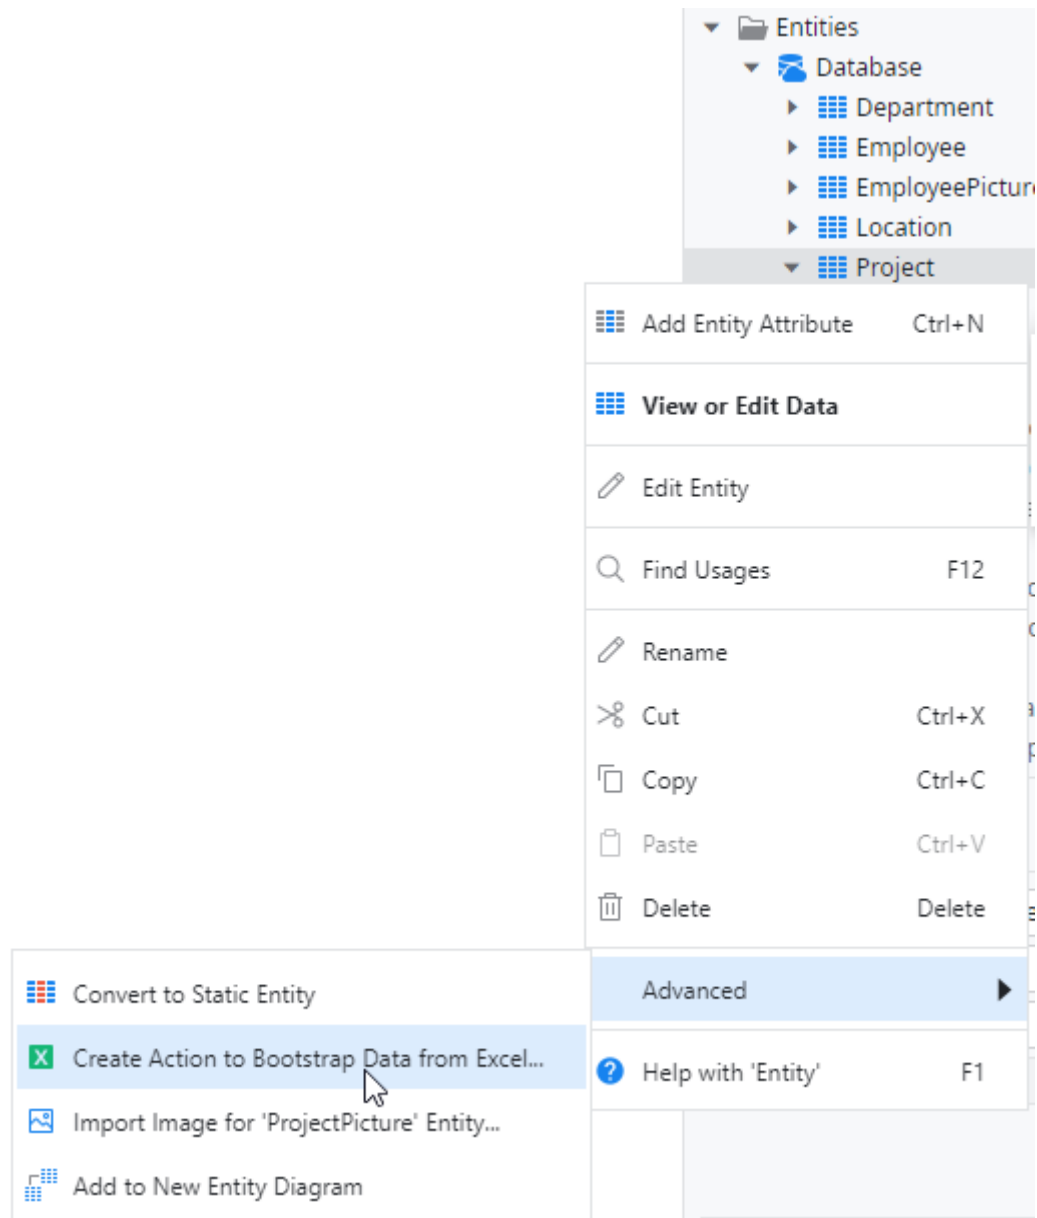 Entities
Database
Department
Employee
EmployeePicture
Location
Project
Add Entity Attribute Ctrl+N
View or Edit Data
Edit Entity
Find Usages F12
Rename
Cut Ctrl+X
Copy Ctrl+C
Paste Ctrl+V
Delete Delete
Advanced
Help with 'Entity' F1
Convert to Static Entity
Create Action to Bootstrap Data from Excel...
Import Image for 'ProjectPicture' Entity...
Add to New Entity Diagram